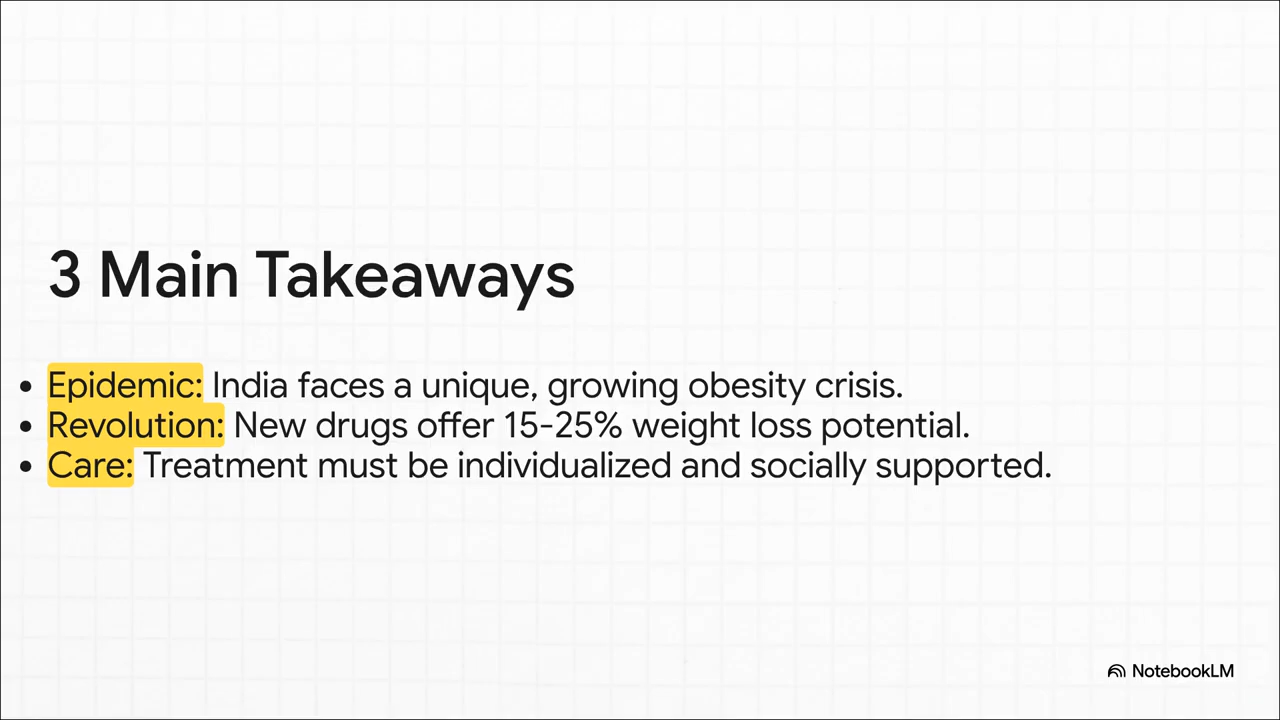 3 Main Takeaways
• Epidemic: India faces a unique, growing obesity crisis.
• Revolution: New drugs offer 15-25% weight loss potential.
• Care: Treatment must be individualized and socially supported.
NotebookLM